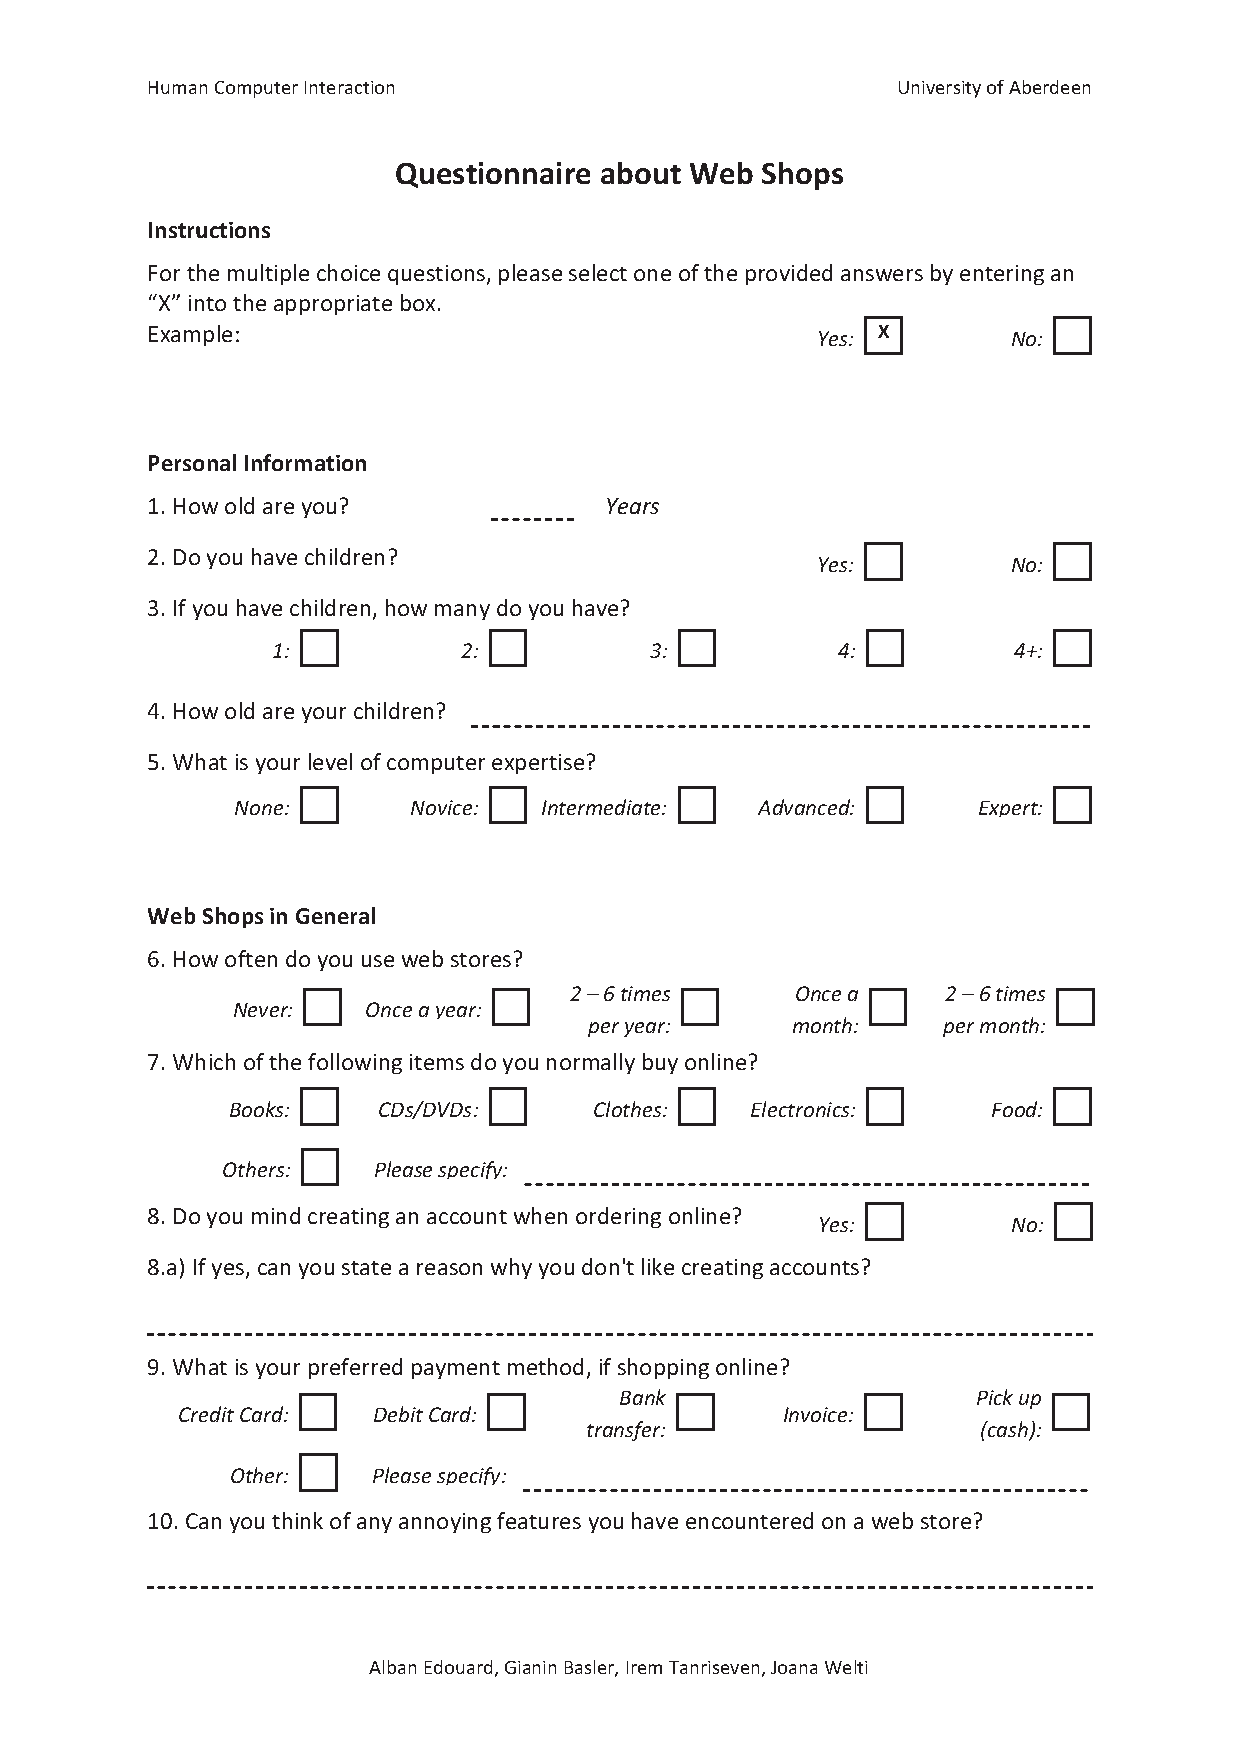 Human Computer Interaction University of Aberdeen
Questionnaire about Web Shops
Instructions
For the multiple choice questions, please select one of the provided answers by entering an
“X” into the appropriate box.
Example: Yes: X No:
Personal Information
1. How old are you? Years
2. Do you have children? Yes: No:
3. If you have children, how many do you have?
1: 2: 3: 4: 4+:
4. How old are your children?
5. What is your level of computer expertise?
None: Novice: Intermediate: Advanced: Expert:
Web Shops in General
6. How often do you use web stores?
Never: Once a year: 2 – 6 times per year: Once a month: 2 – 6 times per month:
7. Which of the following items do you normally buy online?
Books: CDs/DVDs: Clothes: Electronics: Food:
Others: Please specify:
8. Do you mind creating an account when ordering online? Yes: No:
8.a) If yes, can you state a reason why you don't like creating accounts?
9. What is your preferred payment method, if shopping online?
Credit Card: Debit Card: Bank transfer: Invoice: Pick up (cash):
Other: Please specify:
10. Can you think of any annoying features you have encountered on a web store?
Alban Edouard, Gianin Basler, Irem Tanriseven, Joana Welti